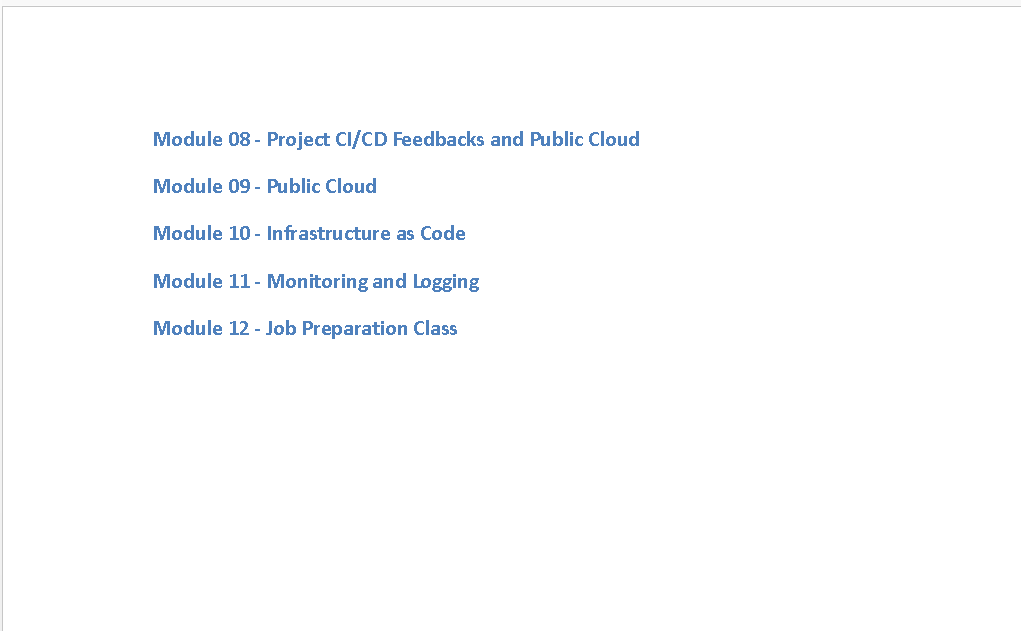 Module 08 - Project CI/CD Feedbacks and Public Cloud
Module 09 - Public Cloud
Module 10 - Infrastructure as Code
Module 11 - Monitoring and Logging
Module 12 - Job Preparation Class